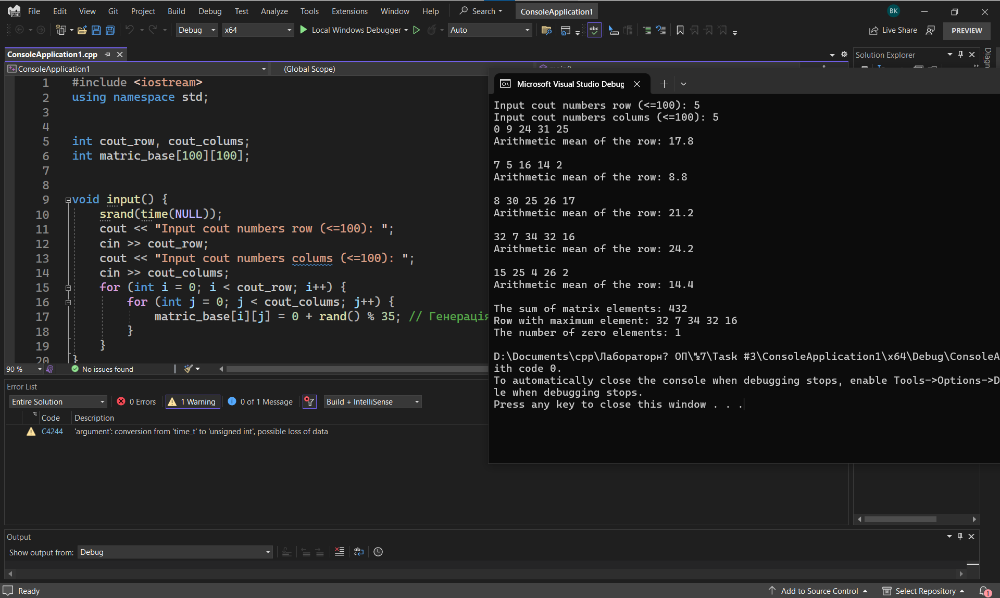 File Edit View Git Project Build Debug Test Analyze Tools Extensions Window Help Search ConsoleApplication1 BK
Debug x64 Local Windows Debugger Auto Live Share PREVIEW
ConsoleApplication1.cpp
ConsoleApplication1 (Global Scope) main()
Solution Explorer
Diagn
1 #include <iostream>
2 using namespace std;
3
4
5 int cout_row, cout_colums;
6 int matric_base[100][100];
7
8
9 void input() {
10 srand(time(NULL));
11 cout << "Input cout numbers row (<=100): ";
12 cin >> cout_row;
13 cout << "Input cout numbers colums (<=100): ";
14 cin >> cout_colums;
15 for (int i = 0; i < cout_row; i++) {
16 for (int j = 0; j < cout_colums; j++) {
17 matric_base[i][j] = 0 + rand() % 35; // Генерація
18 }
19 }
20 }
90 % No issues found
Microsoft Visual Studio Debug
Input cout numbers row (<=100): 5
Input cout numbers colums (<=100): 5
0 9 24 31 25
Arithmetic mean of the row: 17.8
7 5 16 14 2
Arithmetic mean of the row: 8.8
8 30 25 26 17
Arithmetic mean of the row: 21.2
32 7 34 32 16
Arithmetic mean of the row: 24.2
15 25 4 26 2
Arithmetic mean of the row: 14.4
The sum of matrix elements: 432
Row with maximum element: 32 7 34 32 16
The number of zero elements: 1
D:\Documents\cpp\Лабораторн? ОП\№7\Task #3\ConsoleApplication1\x64\Debug\ConsoleA
ith code 0.
To automatically close the console when debugging stops, enable Tools->Options->D
le when debugging stops.
Press any key to close this window . . .
Error List
Entire Solution 0 Errors 1 Warning 0 of 1 Message Build + IntelliSense
Code Description
C4244 'argument': conversion from 'time_t' to 'unsigned int', possible loss of data
Output
Show output from: Debug
Ready Add to Source Control Select Repository 1